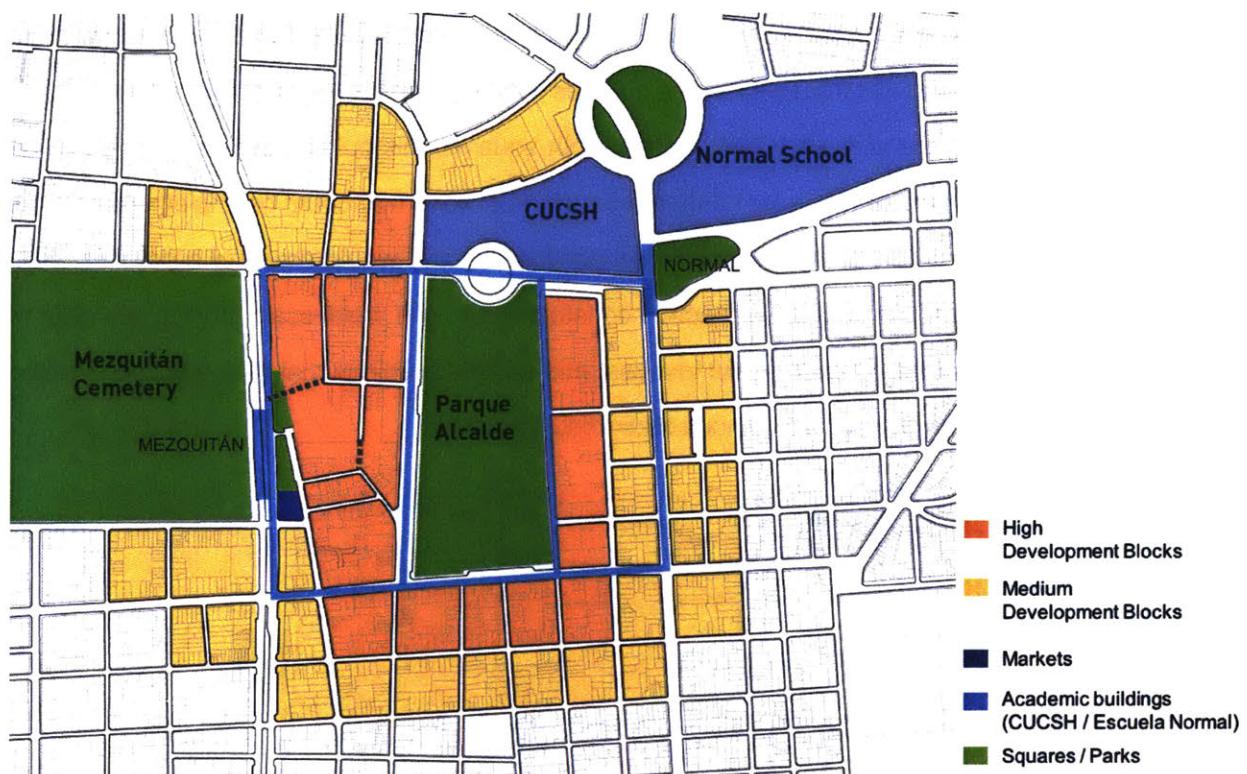 Normal School
CUCSH
NORMAL
Mezquitán
Cemetery
Parque
Alcalde
MEZQUITÁN
High
Development Blocks
Medium
Development Blocks
Markets
Academic buildings
(CUCSH / Escuela Normal)
Squares / Parks